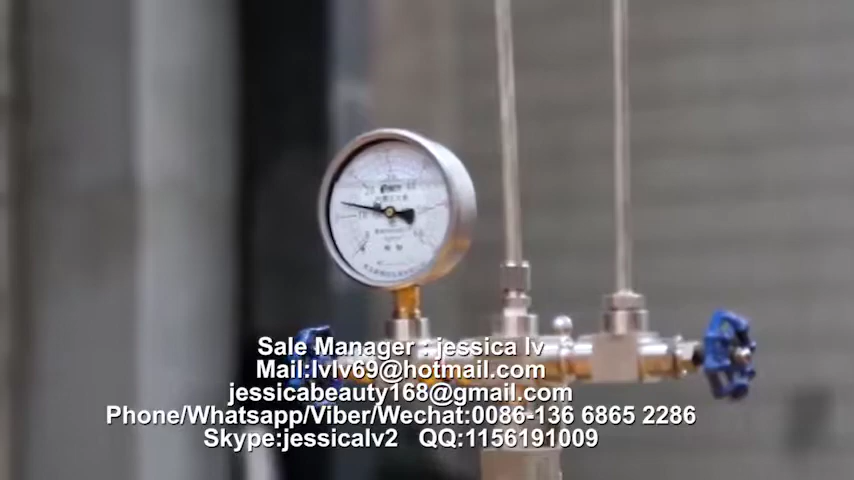 Sale Manager : jessica lv
Mail:lvlv69@hotmail.com
jessicabeauty168@gmail.com
Phone/Whatsapp/Viber/Wechat:0086-136 6865 2286
Skype:jessicalv2 QQ:1156191009